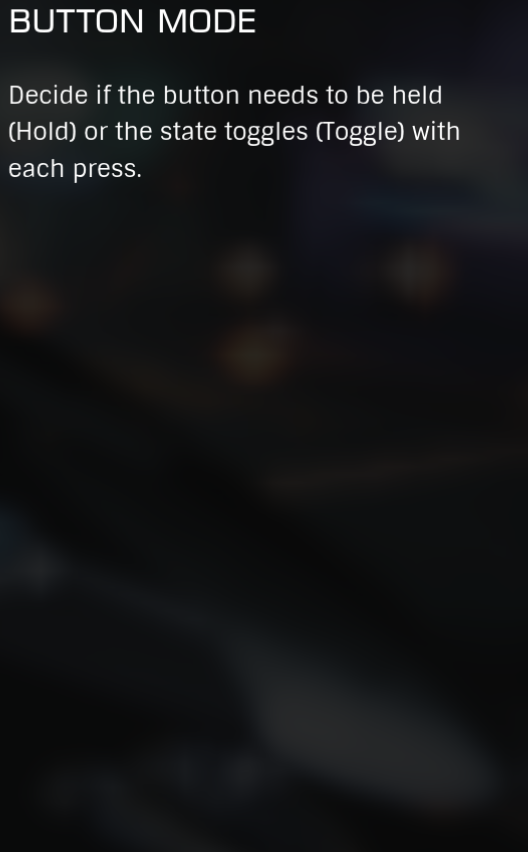 BUTTON MODE
Decide if the button needs to be held
(Hold) or the state toggles (Toggle) with
each press.